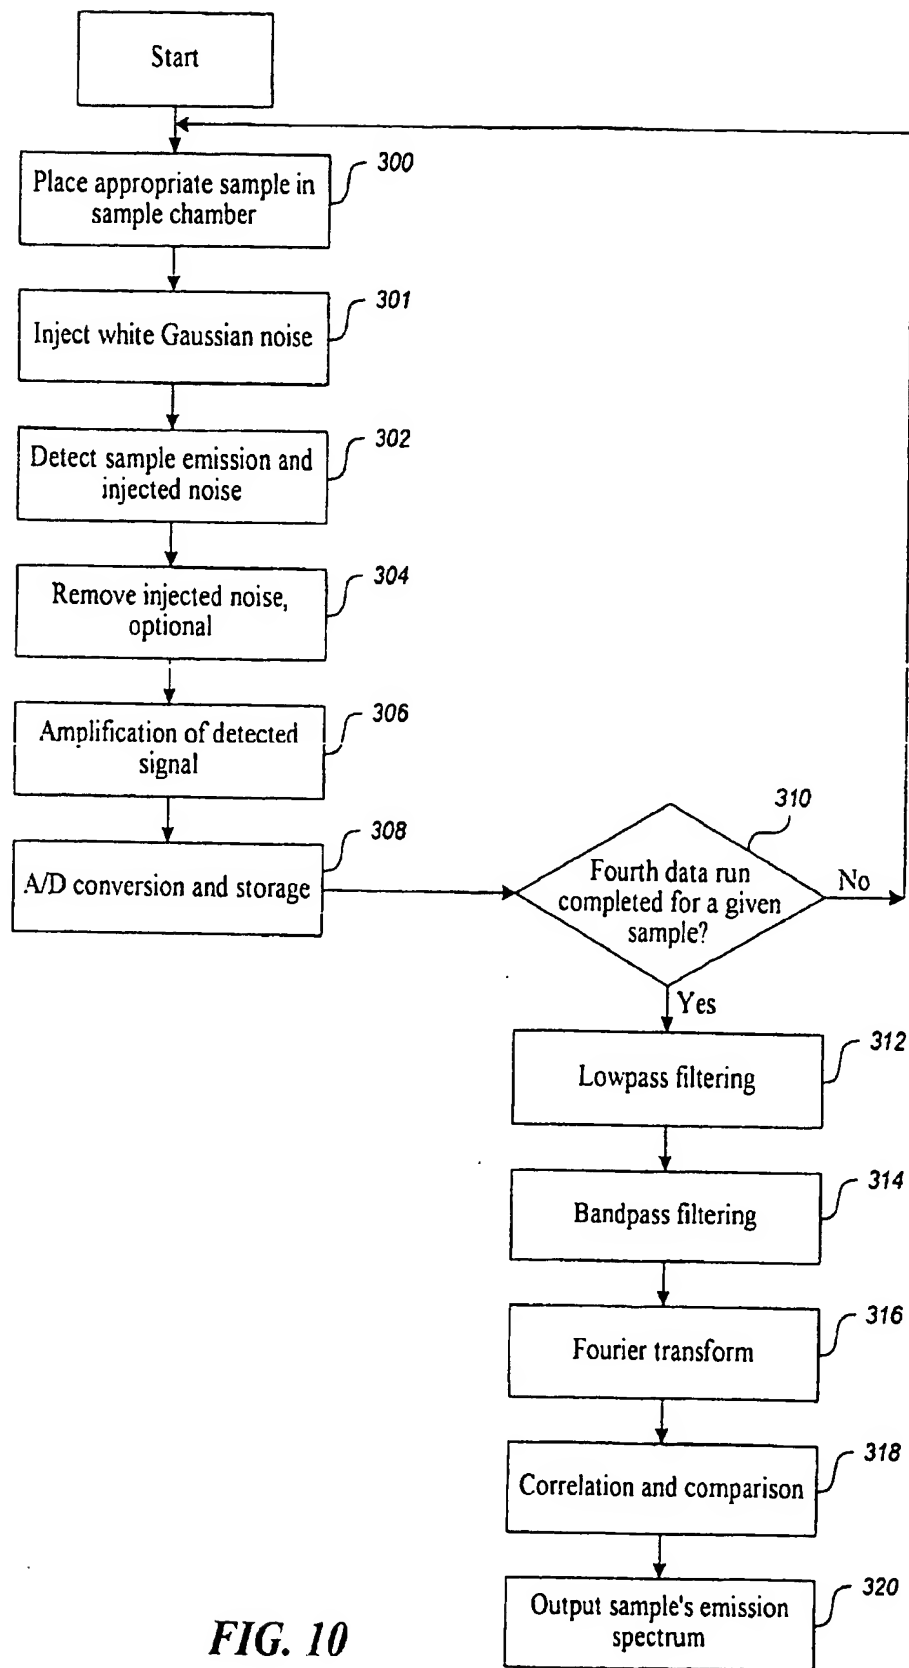 Start
Place appropriate sample in
sample chamber
300
Inject white Gaussian noise
301
Detect sample emission and
injected noise
302
Remove injected noise,
optional
304
Amplification of detected
signal
306
A/D conversion and storage
308
Fourth data run
completed for a given
sample?
310
No
Yes
Lowpass filtering
312
Bandpass filtering
314
Fourier transform
316
Correlation and comparison
318
Output sample's emission
spectrum
320
FIG. 10